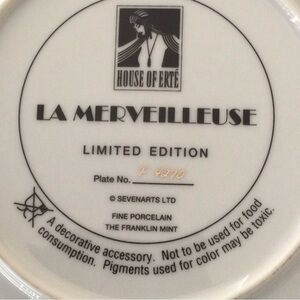 HOUSE OF ERTÉ
LA MERVEILLEUSE
LIMITED EDITION
Plate No.
© SEVENARTS LTD
FINE PORCELAIN
THE FRANKLIN MINT
A decorative accessory. Not to be used for food
consumption. Pigments used for color may be toxic.